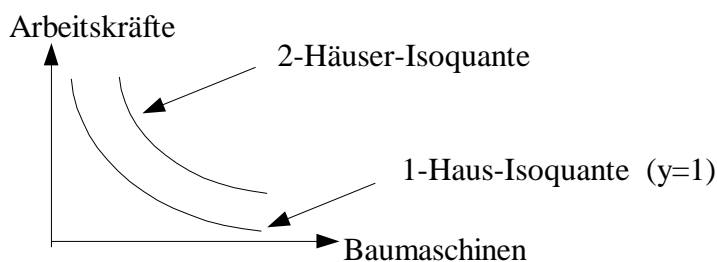 Arbeitskräfte
2-Häuser-Isoquante
1-Haus-Isoquante (y=1)
Baumaschinen